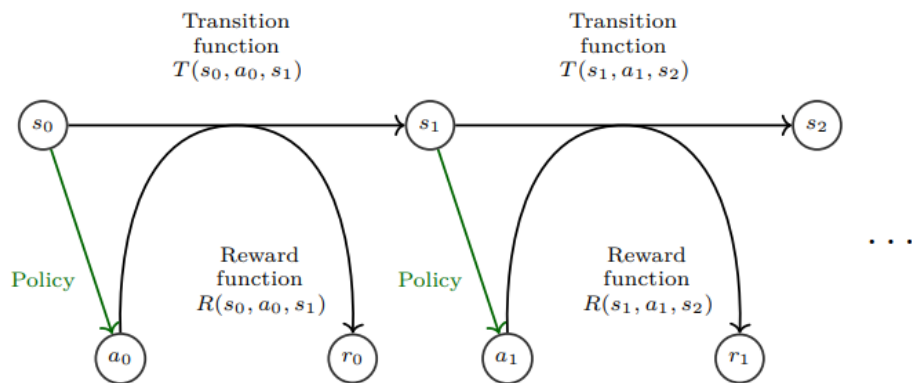 Transition
function
T(s₀, a₀, s₁)
Transition
function
T(s₁, a₁, s₂)
s₀
s₁
s₂
Policy
Reward
function
R(s₀, a₀, s₁)
Policy
Reward
function
R(s₁, a₁, s₂)
. . .
a₀
r₀
a₁
r₁